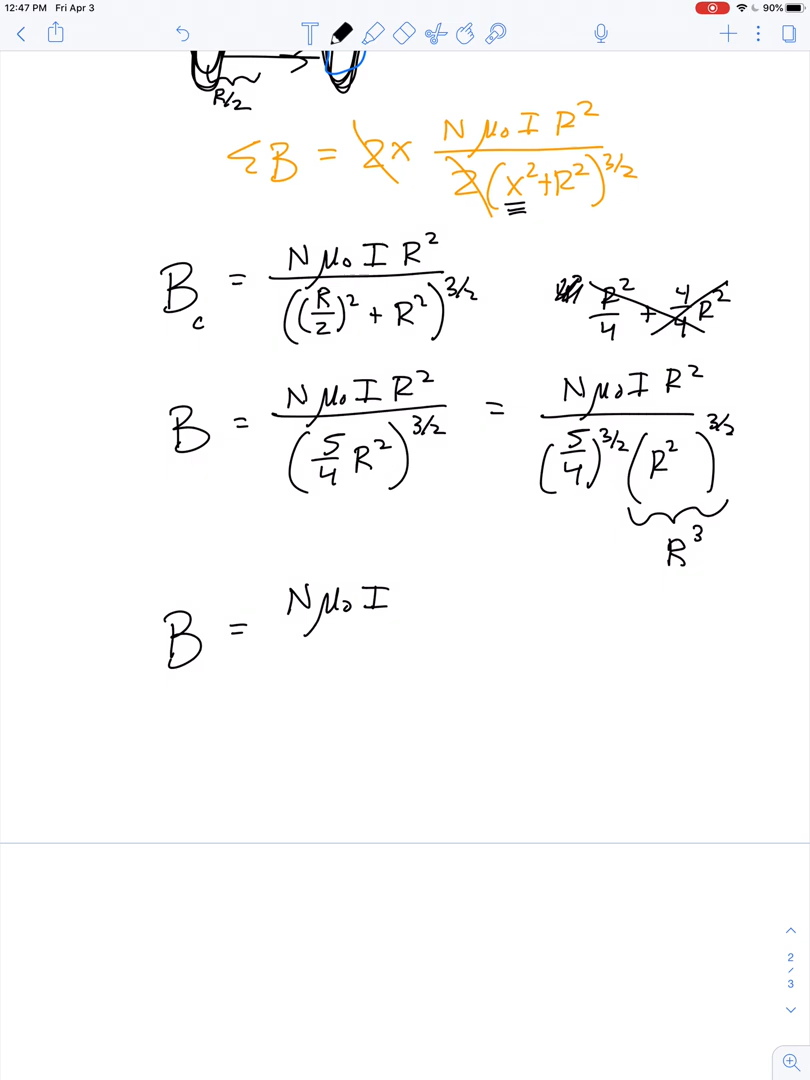 12:47 PM Fri Apr 3 90%
T
R/2
ΣB = 2x N μ₀ I R² / 2(x²+R²)^3/2
B_c = N μ₀ I R² / ((R/2)² + R²)^3/2
R²/4 + 4/4 R²
B = N μ₀ I R² / (5/4 R²)^3/2 = N μ₀ I R² / (5/4)^3/2 (R²)^3/2
R³
B = N μ₀ I
2
/
3